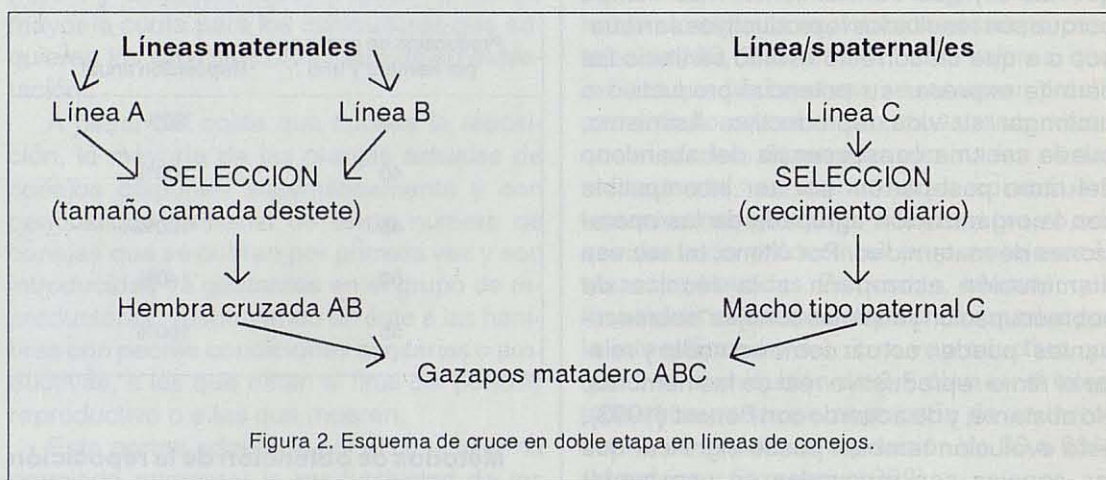 Líneas maternales
Línea/s paternal/es
Línea A
Línea B
Línea C
SELECCION
SELECCION
(tamaño camada destete)
(crecimiento diario)
Hembra cruzada AB
Macho tipo paternal C
Gazapos matadero ABC
Figura 2. Esquema de cruce en doble etapa en líneas de conejos.